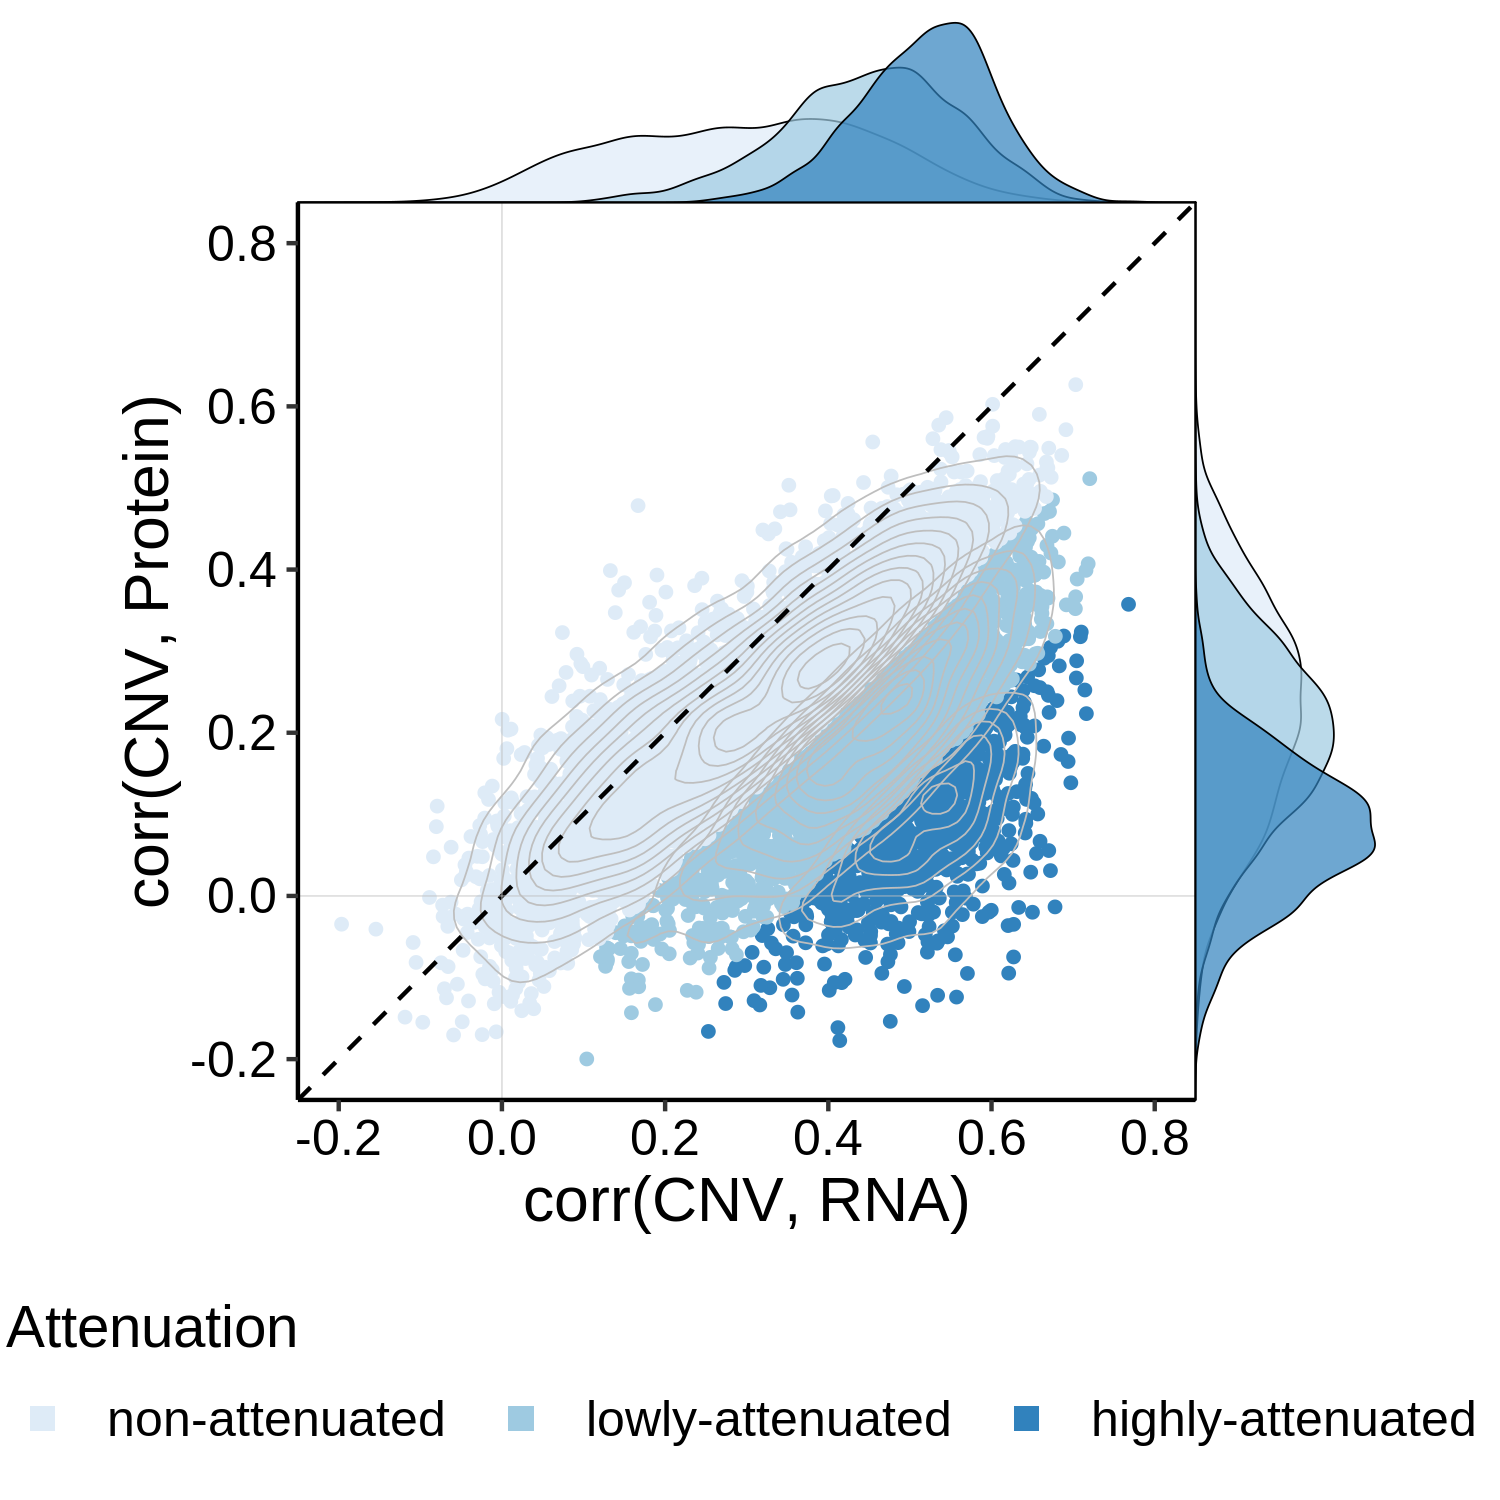 0.8
0.6
0.4
0.2
0.0
-0.2
corr(CNV, Protein)
-0.2 0.0 0.2 0.4 0.6 0.8
corr(CNV, RNA)
Attenuation
non-attenuated lowly-attenuated highly-attenuated